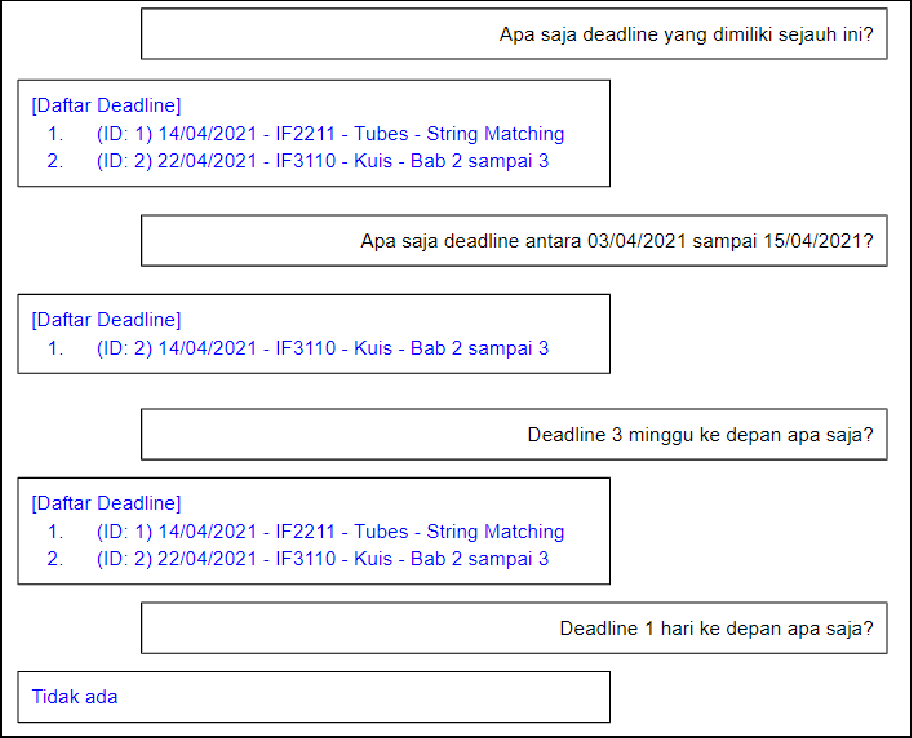 Apa saja deadline yang dimiliki sejauh ini?
[Daftar Deadline]
1. (ID: 1) 14/04/2021 - IF2211 - Tubes - String Matching
2. (ID: 2) 22/04/2021 - IF3110 - Kuis - Bab 2 sampai 3
Apa saja deadline antara 03/04/2021 sampai 15/04/2021?
[Daftar Deadline]
1. (ID: 2) 14/04/2021 - IF3110 - Kuis - Bab 2 sampai 3
Deadline 3 minggu ke depan apa saja?
[Daftar Deadline]
1. (ID: 1) 14/04/2021 - IF2211 - Tubes - String Matching
2. (ID: 2) 22/04/2021 - IF3110 - Kuis - Bab 2 sampai 3
Deadline 1 hari ke depan apa saja?
Tidak ada